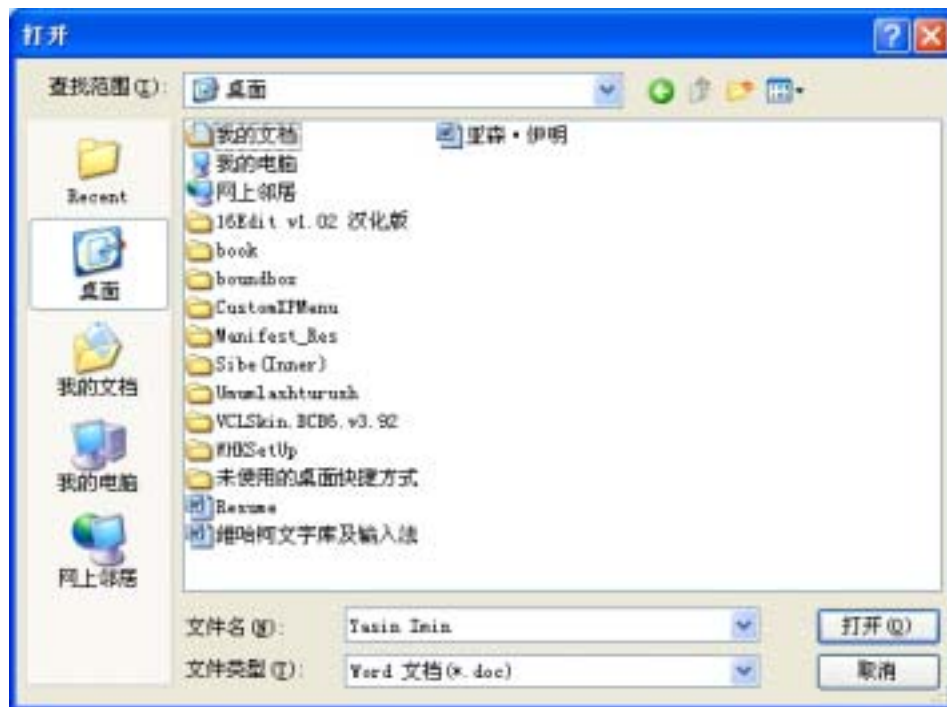 打开
查找范围(I):
桌面
Recent
桌面
我的文档
我的电脑
网上邻居
我的文档
我的电脑
网上邻居
16Edit v1.02 汉化版
book
boundbox
CustomXPMenu
Manifest_Res
Sibe(Inner)
Umumlashturush
VCLSkin.BCB6.v3.92
WHKSetUp
未使用的桌面快捷方式
Resume
维哈柯文字库及输入法
亚森·伊明
文件名(N):
Yasin Imin
打开(O)
文件类型(T):
Word 文档(*.doc)
取消